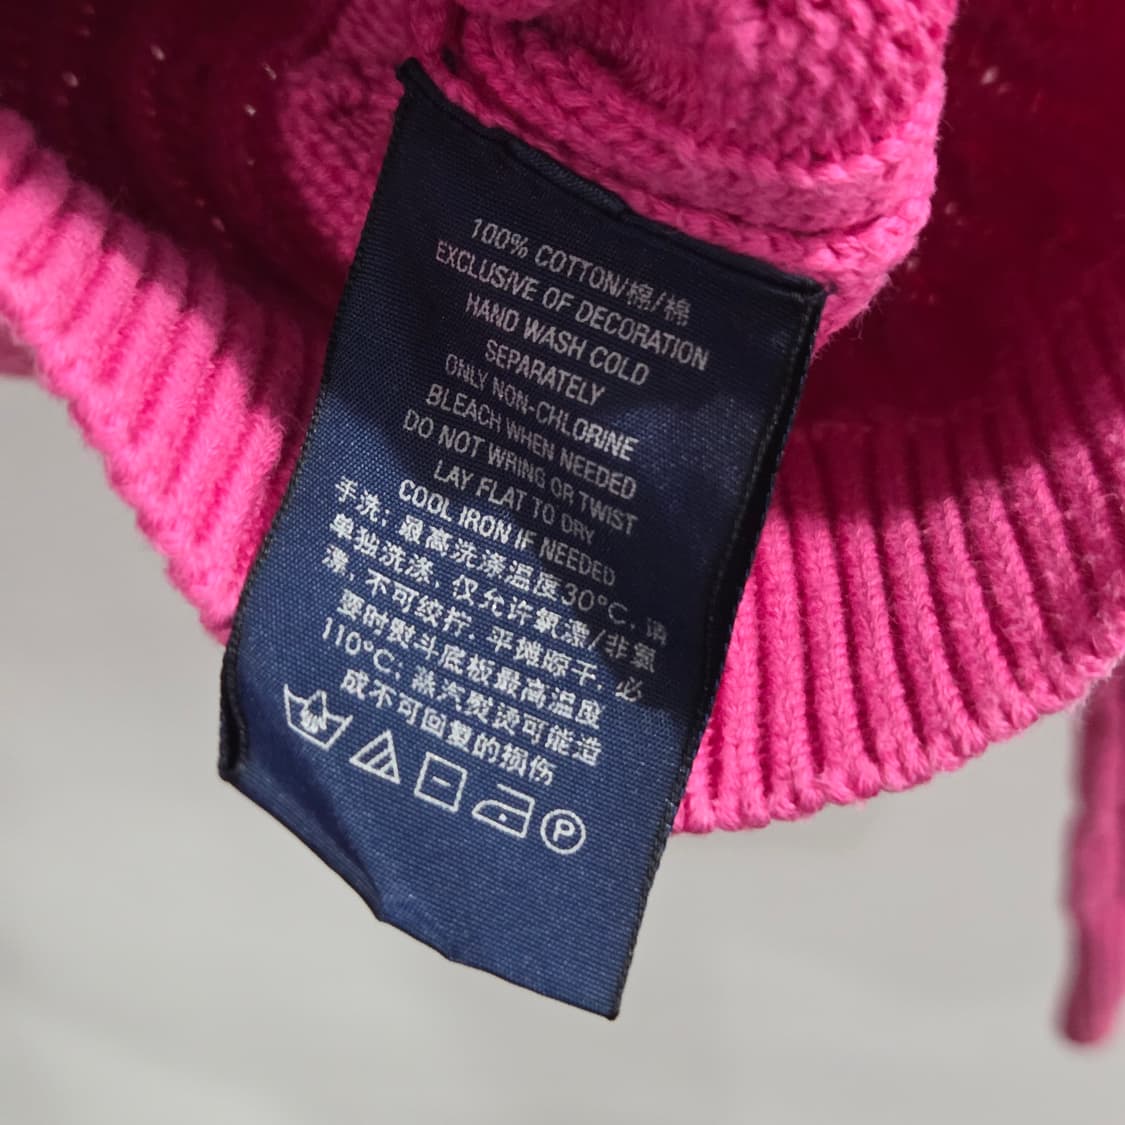 100% COTTON/棉/棉
EXCLUSIVE OF DECORATION
HAND WASH COLD
SEPARATELY
ONLY NON-CHLORINE
BLEACH WHEN NEEDED
DO NOT WRING OR TWIST
LAY FLAT TO DRY
COOL IRON IF NEEDED
手洗; 最高洗涤温度30°C, 请
单独洗涤, 仅允许氧漂/非氯
漂, 不可绞拧, 平摊晾干, 必
要时熨斗底板最高温度
110°C; 蒸汽熨烫可能造
成不可回复的损伤
P